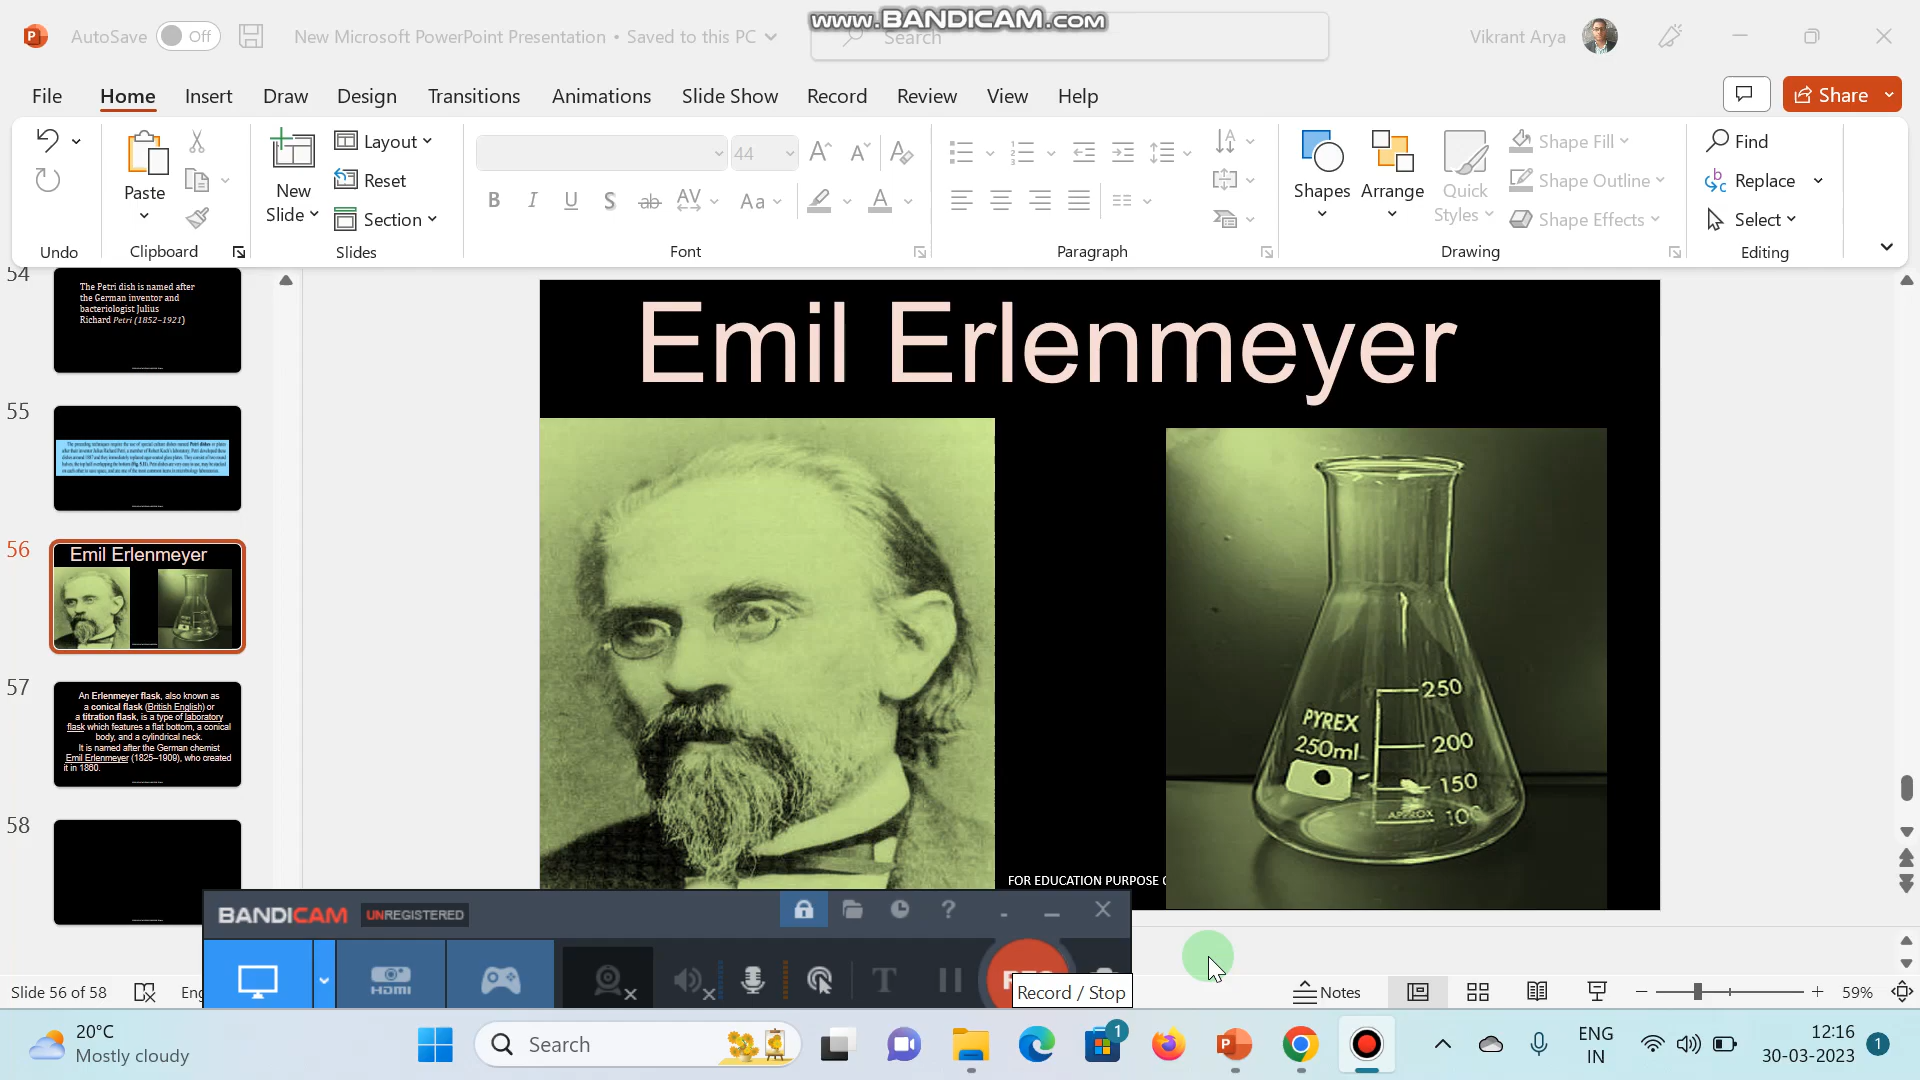 www.BANDICAM.com
AutoSave Off New Microsoft PowerPoint Presentation • Saved to this PC Search Vikrant Arya
File Home Insert Draw Design Transitions Animations Slide Show Record Review View Help Share
Paste
New
Slide
Layout
Reset
Section
44
Shapes
Arrange
Quick
Styles
Shape Fill
Shape Outline
Shape Effects
Find
Replace
Select
Undo Clipboard Slides Font Paragraph Drawing Editing
54
The Petri dish is named after
the German inventor and
bacteriologist Julius
Richard Petri (1852–1921)
55
56
Emil Erlenmeyer
57
An Erlenmeyer flask, also known as
a conical flask (British English) or
a titration flask, is a type of laboratory
flask which features a flat bottom, a conical
body, and a cylindrical neck.
It is named after the German chemist
Emil Erlenmeyer (1825–1909), who created
it in 1860.
58
Emil Erlenmeyer
PYREX
250ml
250
200
150
APPROX 100
FOR EDUCATION PURPOSE
BANDICAM UNREGISTERED
HDMI
Record / Stop
Slide 56 of 58
Notes
59%
20°C
Mostly cloudy
Search
1
ENG
IN
12:16
30-03-2023
1